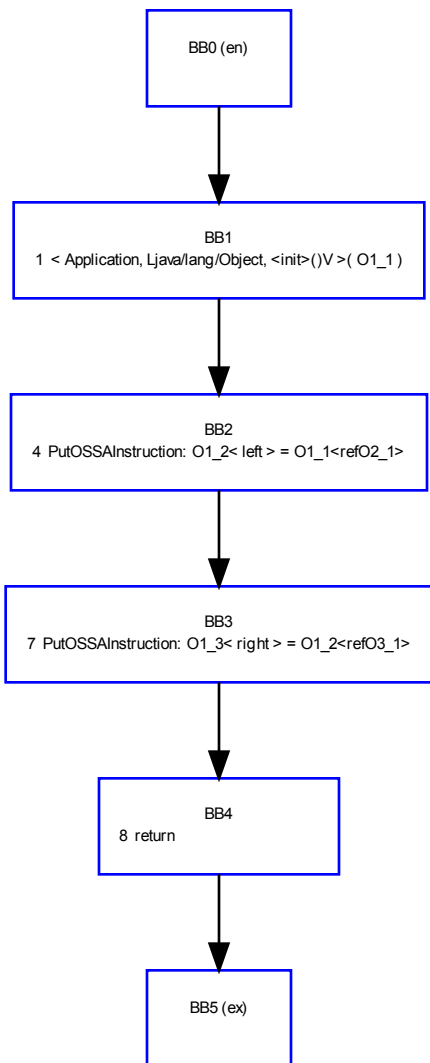 BB0 (en)
BB1
1 < Application, Ljava/lang/Object, <init>()V >( O1_1 )
BB2
4 PutOSSAInstruction: O1_2< left > = O1_1<refO2_1>
BB3
7 PutOSSAInstruction: O1_3< right > = O1_2<refO3_1>
BB4
8 return
BB5 (ex)